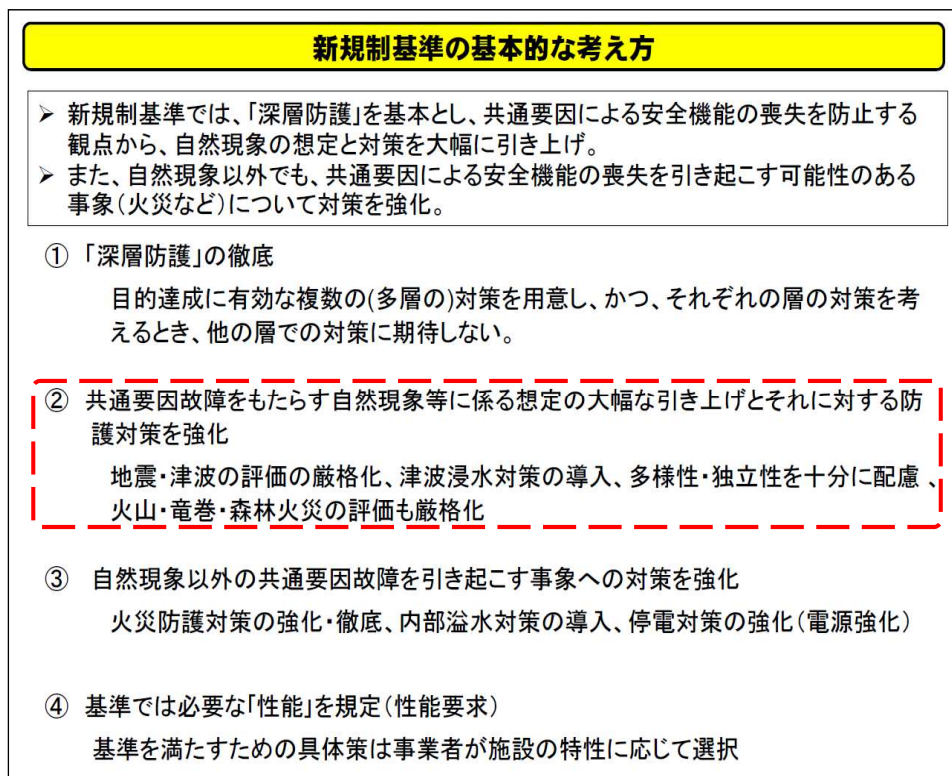 新規制基準の基本的な考え方
➢ 新規制基準では、「深層防護」を基本とし、共通要因による安全機能の喪失を防止する
観点から、自然現象の想定と対策を大幅に引き上げ。
➢ また、自然現象以外でも、共通要因による安全機能の喪失を引き起こす可能性のある
事象(火災など)について対策を強化。
① 「深層防護」の徹底
目的達成に有効な複数の(多層の)対策を用意し、かつ、それぞれの層の対策を考
えるとき、他の層での対策に期待しない。
② 共通要因故障をもたらす自然現象等に係る想定の大幅な引き上げとそれに対する防
護対策を強化
地震・津波の評価の厳格化、津波浸水対策の導入、多様性・独立性を十分に配慮、
火山・竜巻・森林火災の評価も厳格化
③ 自然現象以外の共通要因故障を引き起こす事象への対策を強化
火災防護対策の強化・徹底、内部溢水対策の導入、停電対策の強化(電源強化)
④ 基準では必要な「性能」を規定(性能要求)
基準を満たすための具体策は事業者が施設の特性に応じて選択